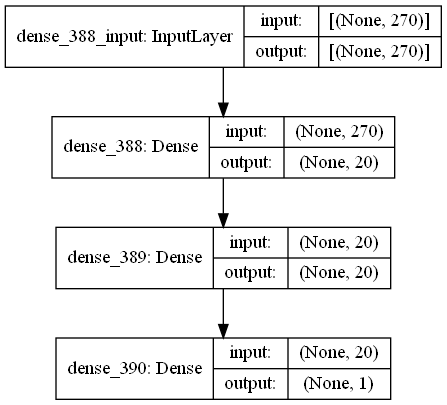 dense_388_input: InputLayer
input: [(None, 270)]
output: [(None, 270)]
dense_388: Dense
input: (None, 270)
output: (None, 20)
dense_389: Dense
input: (None, 20)
output: (None, 20)
dense_390: Dense
input: (None, 20)
output: (None, 1)